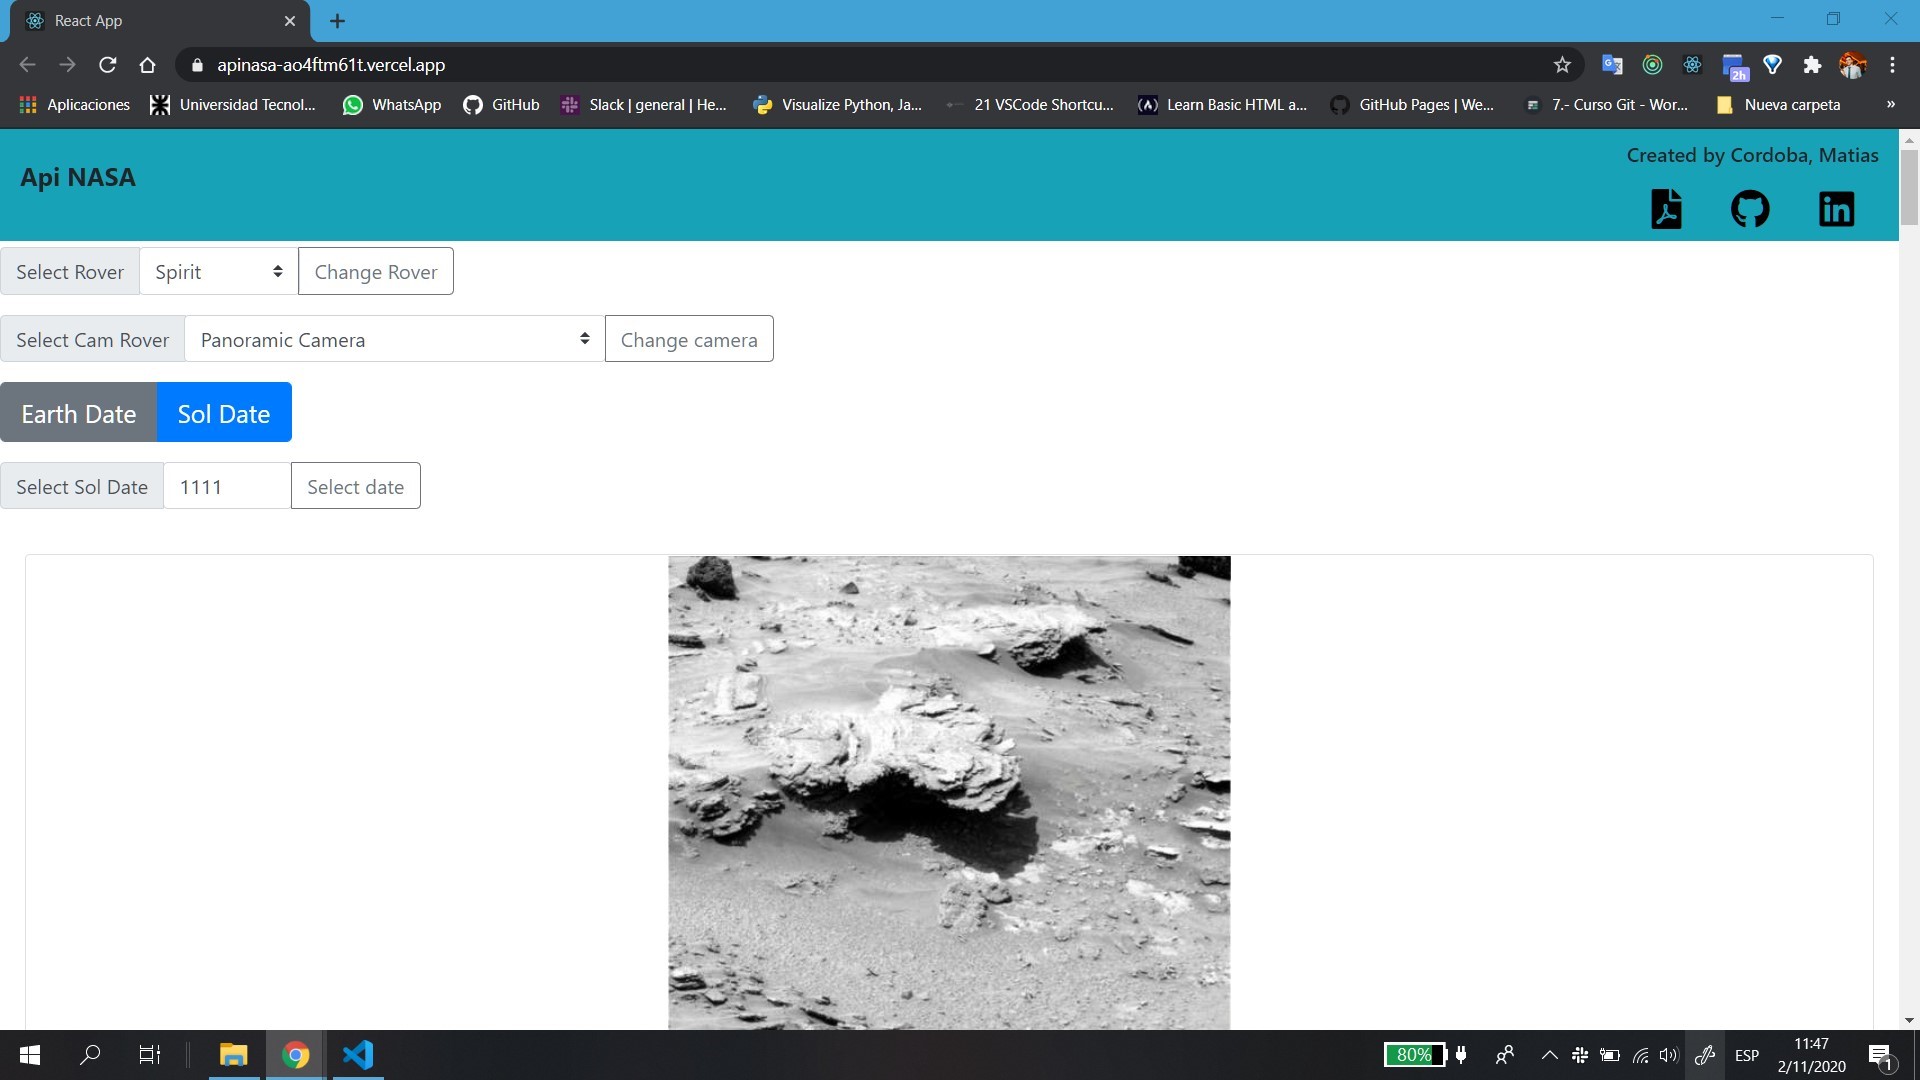 React App
apinasa-ao4ftm61t.vercel.app
2h
Aplicaciones Universidad Tecnol... WhatsApp GitHub Slack | general | He... Visualize Python, Ja... 21 VSCode Shortcu... Learn Basic HTML a... GitHub Pages | We... 7.- Curso Git - Wor... Nueva carpeta »
Created by Cordoba, Matias
Api NASA
Select Rover Spirit Change Rover
Select Cam Rover Panoramic Camera Change camera
Earth Date Sol Date
Select Sol Date 1111 Select date
80% ESP 11:47
2/11/2020 1